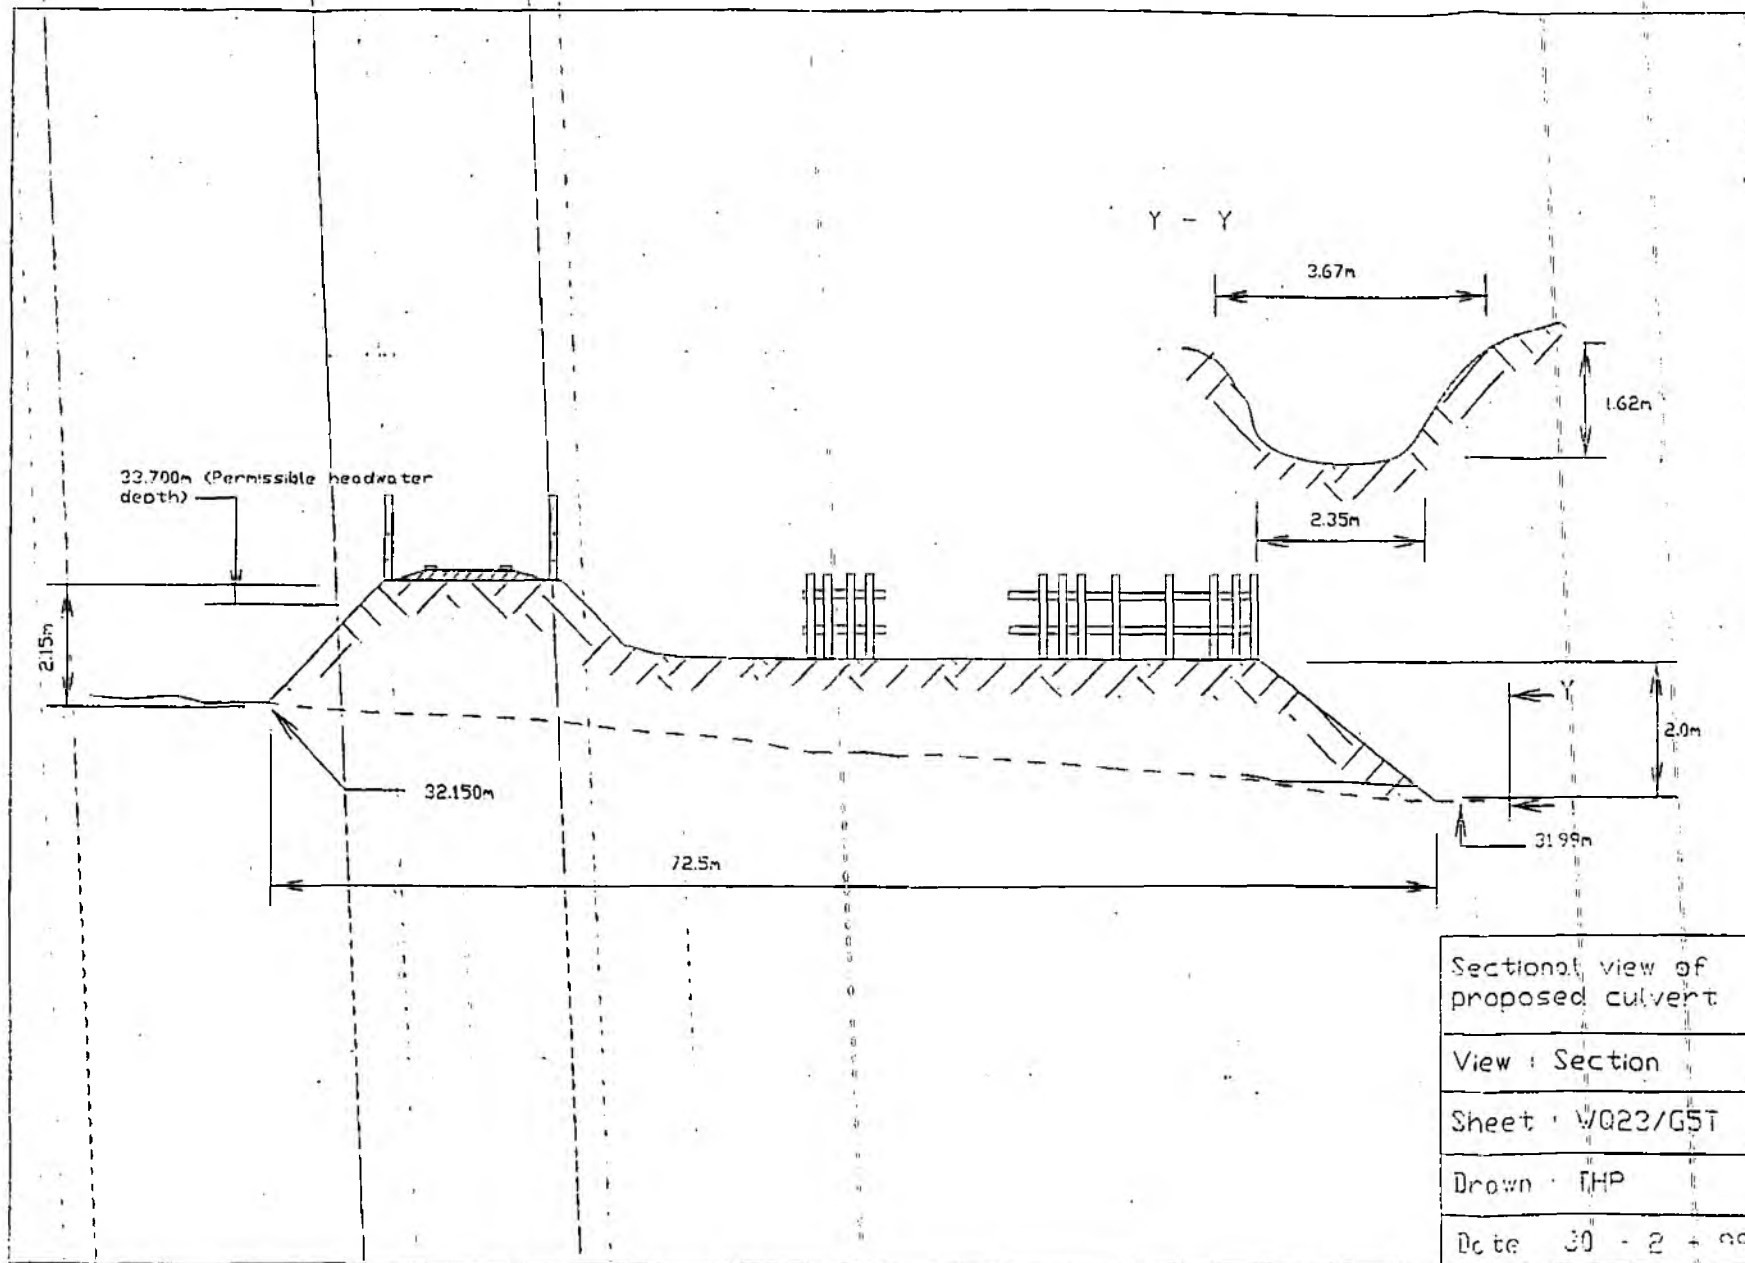 Y - Y
3.67m
1.62m
2.35m
33.700m (Permissible headwater
depth)
2.15m
Y
2.0m
32.150m
31.99m
72.5m
Sectional view of
proposed culvert
View : Section
Sheet : WQ23/G5T
Drown : THP
Date 30 - 2 -